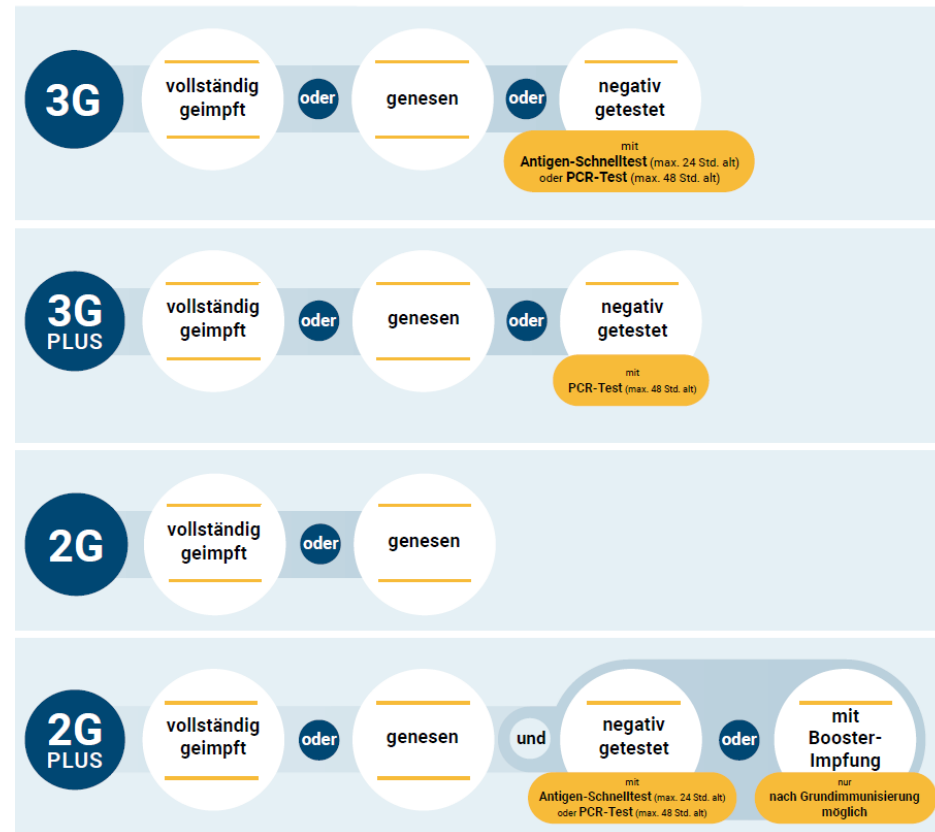 3G
vollständig
geimpft
oder
genesen
oder
negativ
getestet
mit
Antigen-Schnelltest (max. 24 Std. alt)
oder PCR-Test (max. 48 Std. alt)
3G
PLUS
vollständig
geimpft
oder
genesen
oder
negativ
getestet
mit
PCR-Test (max. 48 Std. alt)
2G
vollständig
geimpft
oder
genesen
2G
PLUS
vollständig
geimpft
oder
genesen
und
negativ
getestet
mit
Antigen-Schnelltest (max. 24 Std. alt)
oder PCR-Test (max. 48 Std. alt)
oder
mit
Booster-
Impfung
nur
nach Grundimmunisierung
möglich